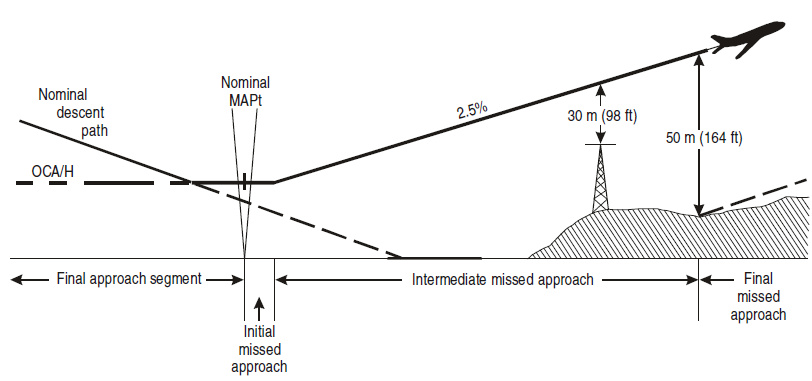 Nominal
descent
path
Nominal
MAPt
2.5%
30 m (98 ft)
50 m (164 ft)
OCA/H
Final approach segment
Intermediate missed approach
Final
missed
approach
Initial
missed
approach